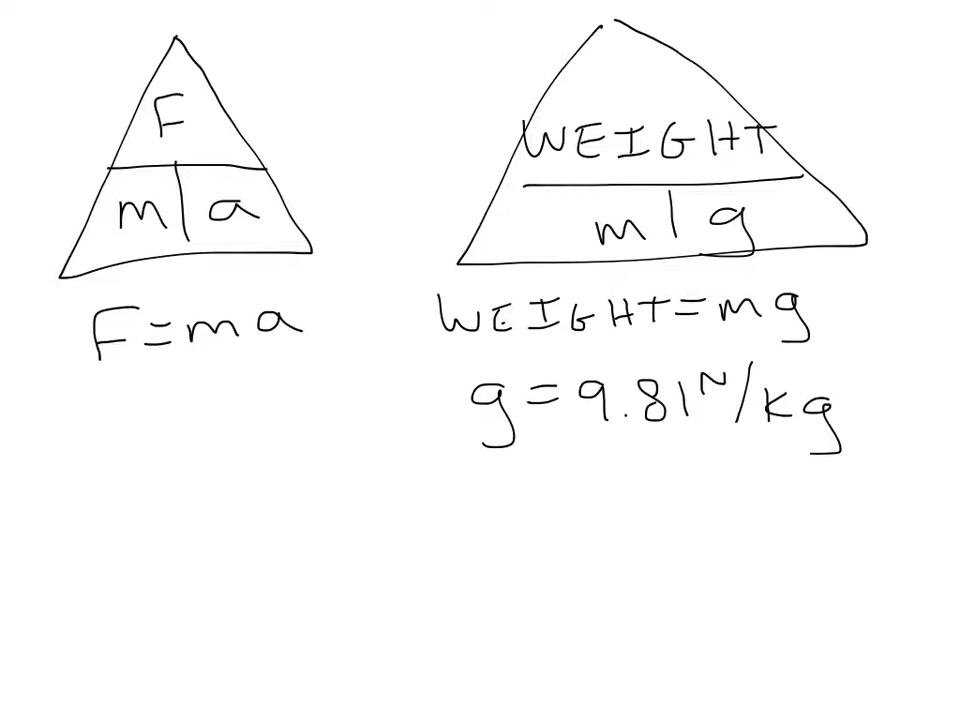 F
m | a
F=ma
WEIGHT
m | g
WEIGHT=mg
g=9.81N/kg